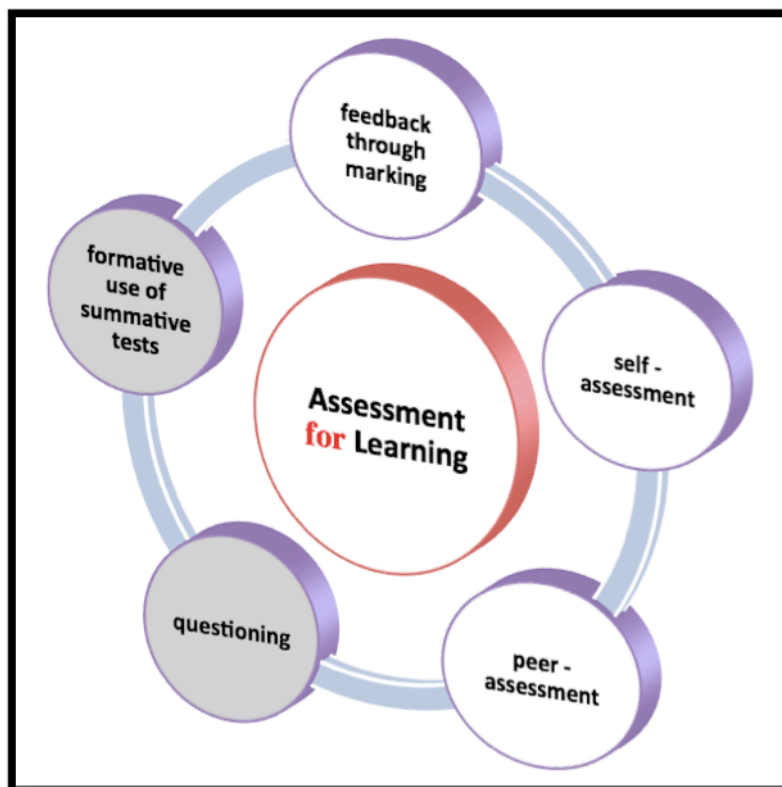 feedback
through
marking
self -
assessment
peer -
assessment
questioning
formative
use of
summative
tests
Assessment
for Learning